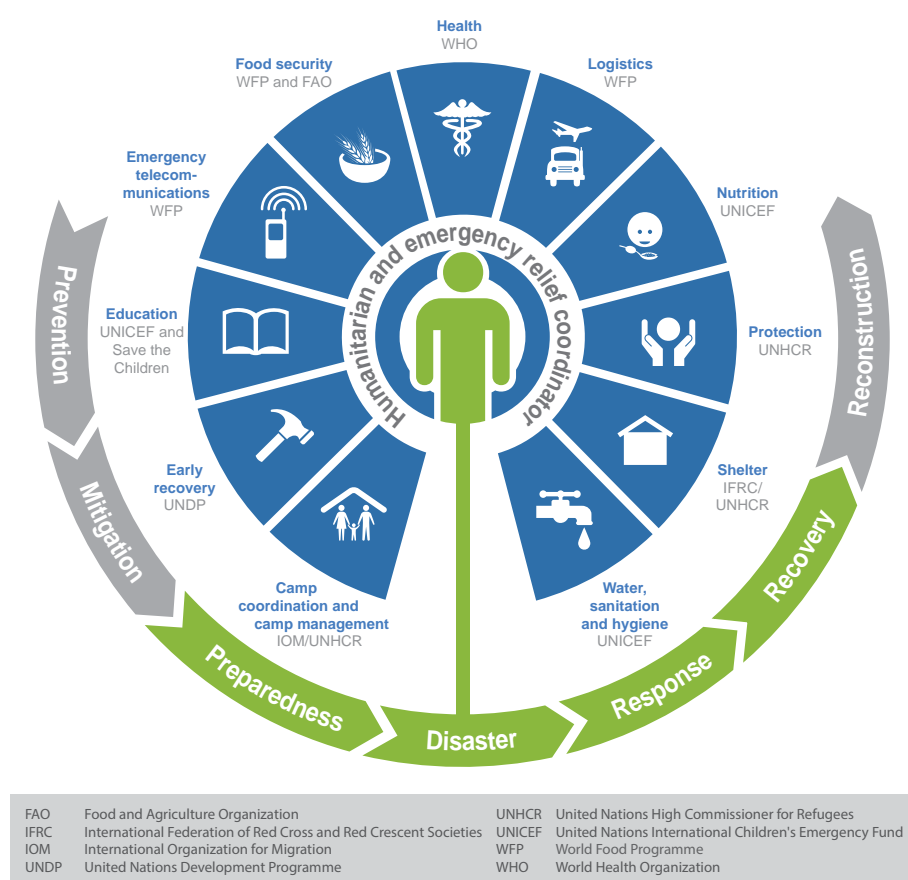 Health
WHO
Logistics
WFP
Nutrition
UNICEF
Protection
UNHCR
Shelter
IFRC/
UNHCR
Water,
sanitation
and hygiene
UNICEF
Camp
coordination and
camp management
IOM/UNHCR
Early
recovery
UNDP
Education
UNICEF and
Save the
Children
Emergency
telecom-
munications
WFP
Food security
WFP and FAO
Humanitarian and emergency relief coordinator
Prevention
Mitigation
Preparedness
Disaster
Response
Recovery
Reconstruction
FAO Food and Agriculture Organization
IFRC International Federation of Red Cross and Red Crescent Societies
IOM International Organization for Migration
UNDP United Nations Development Programme
UNHCR United Nations High Commissioner for Refugees
UNICEF United Nations International Children's Emergency Fund
WFP World Food Programme
WHO World Health Organization